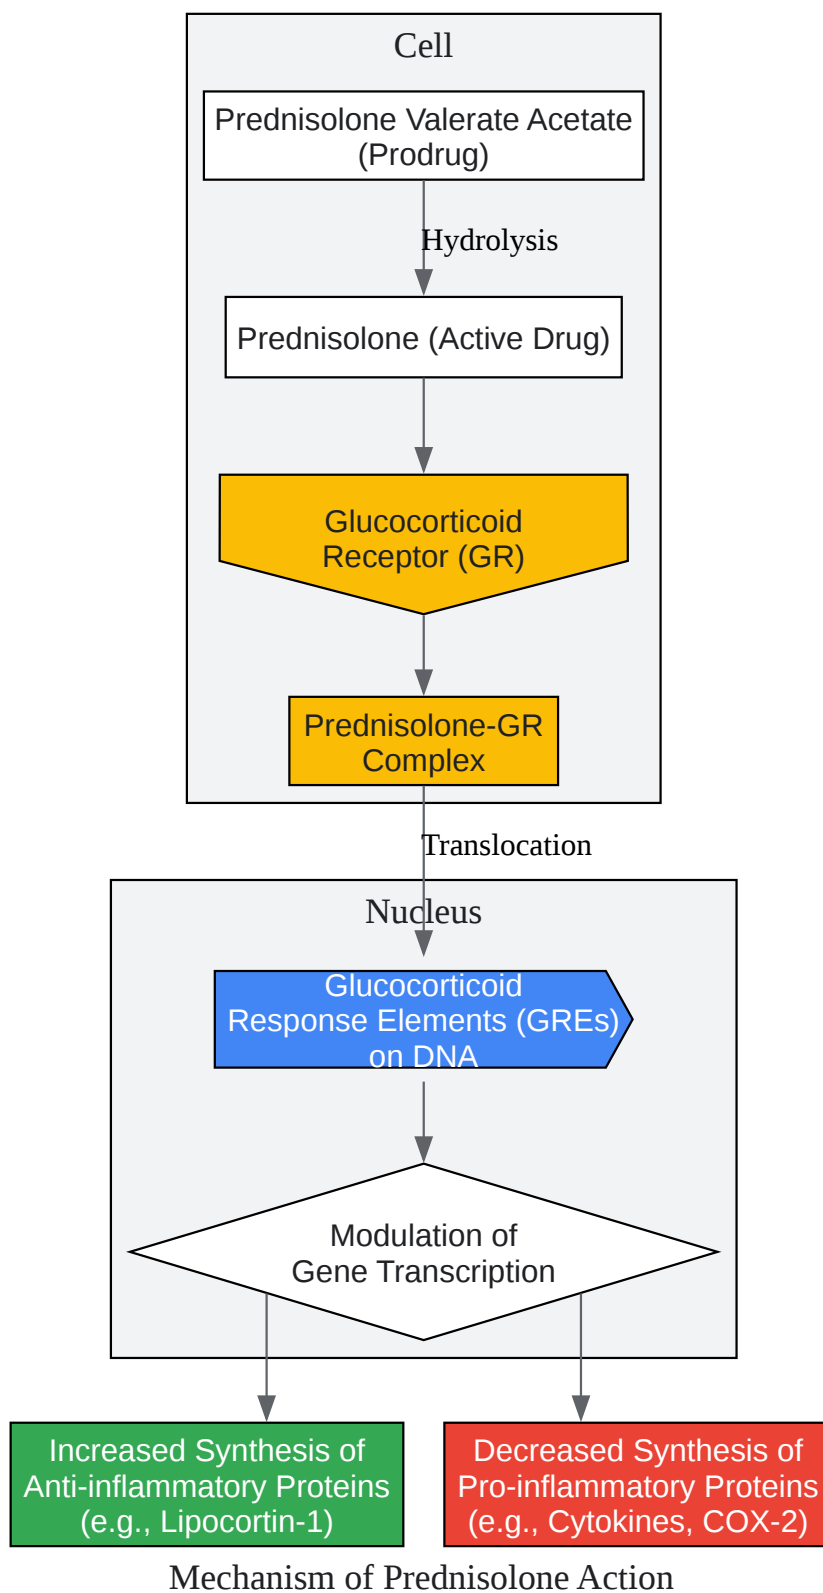 Cell
Prednisolone Valerate Acetate
(Prodrug)
Hydrolysis
Prednisolone (Active Drug)
Glucocorticoid
Receptor (GR)
Prednisolone-GR
Complex
Translocation
Nucleus
Glucocorticoid
Response Elements (GREs)
on DNA
Modulation of
Gene Transcription
Increased Synthesis of
Anti-inflammatory Proteins
(e.g., Lipocortin-1)
Decreased Synthesis of
Pro-inflammatory Proteins
(e.g., Cytokines, COX-2)
Mechanism of Prednisolone Action